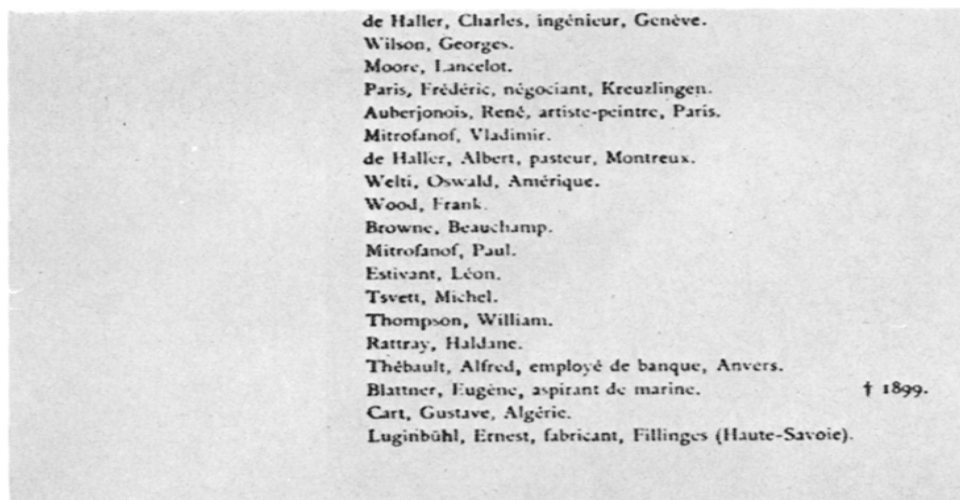 de Haller, Charles, ingénieur, Genève.
Wilson, Georges.
Moore, Lancelot.
Paris, Frédéric, négociant, Kreuzlingen.
Auberjonois, René, artiste-peintre, Paris.
Mitrofanof, Vladimir.
de Haller, Albert, pasteur, Montreux.
Welti, Oswald, Amérique.
Wood, Frank.
Browne, Beauchamp.
Mitrofanof, Paul.
Estivant, Léon.
Tsvett, Michel.
Thompson, William.
Rattray, Haldane.
Thébault, Alfred, employé de banque, Anvers.
Blattner, Eugène, aspirant de marine. † 1899.
Cart, Gustave, Algérie.
Luginbühl, Ernest, fabricant, Fillinges (Haute-Savoie).